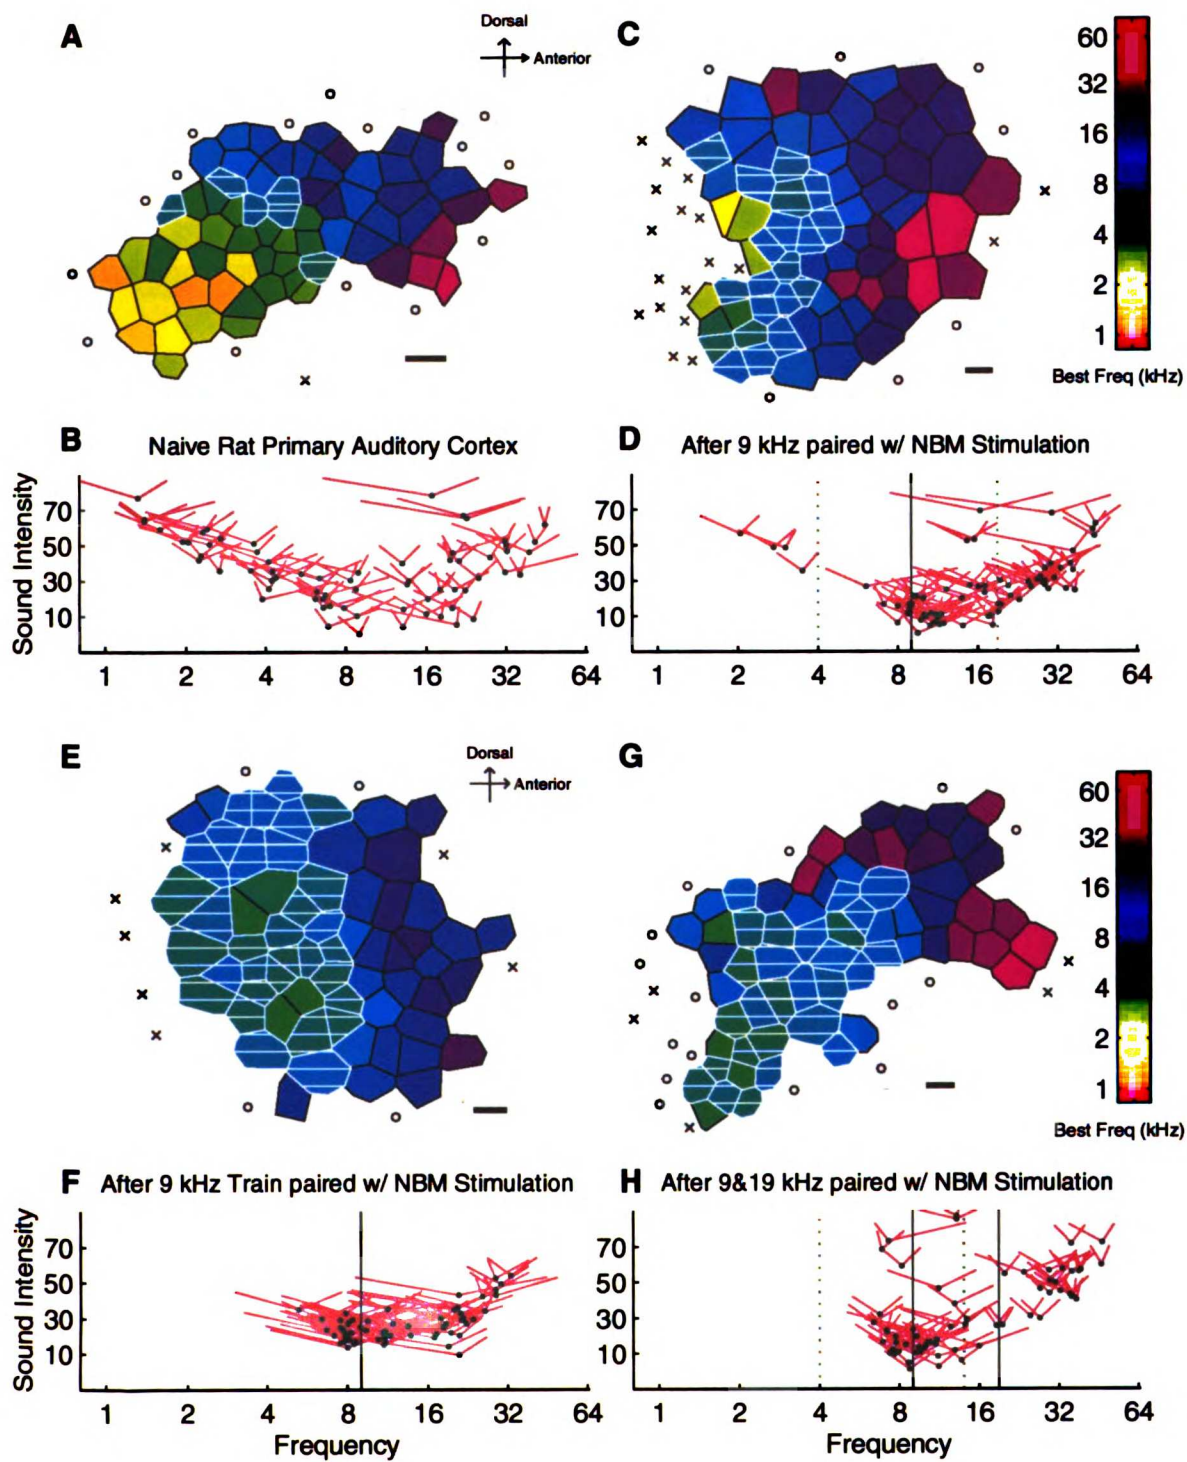 A
Dorsal
Anterior
C
60
32
16
8
4
2
1
Best Freq (kHz)
B Naive Rat Primary Auditory Cortex
D After 9 kHz paired w/ NBM Stimulation
Sound Intensity
70
50
30
10
1 2 4 8 16 32 64
70
50
30
10
1 2 4 8 16 32 64
E
Dorsal
Anterior
G
60
32
16
8
4
2
1
Best Freq (kHz)
F After 9 kHz Train paired w/ NBM Stimulation
H After 9&19 kHz paired w/ NBM Stimulation
Sound Intensity
70
50
30
10
1 2 4 8 16 32 64
Frequency
70
50
30
10
1 2 4 8 16 32 64
Frequency